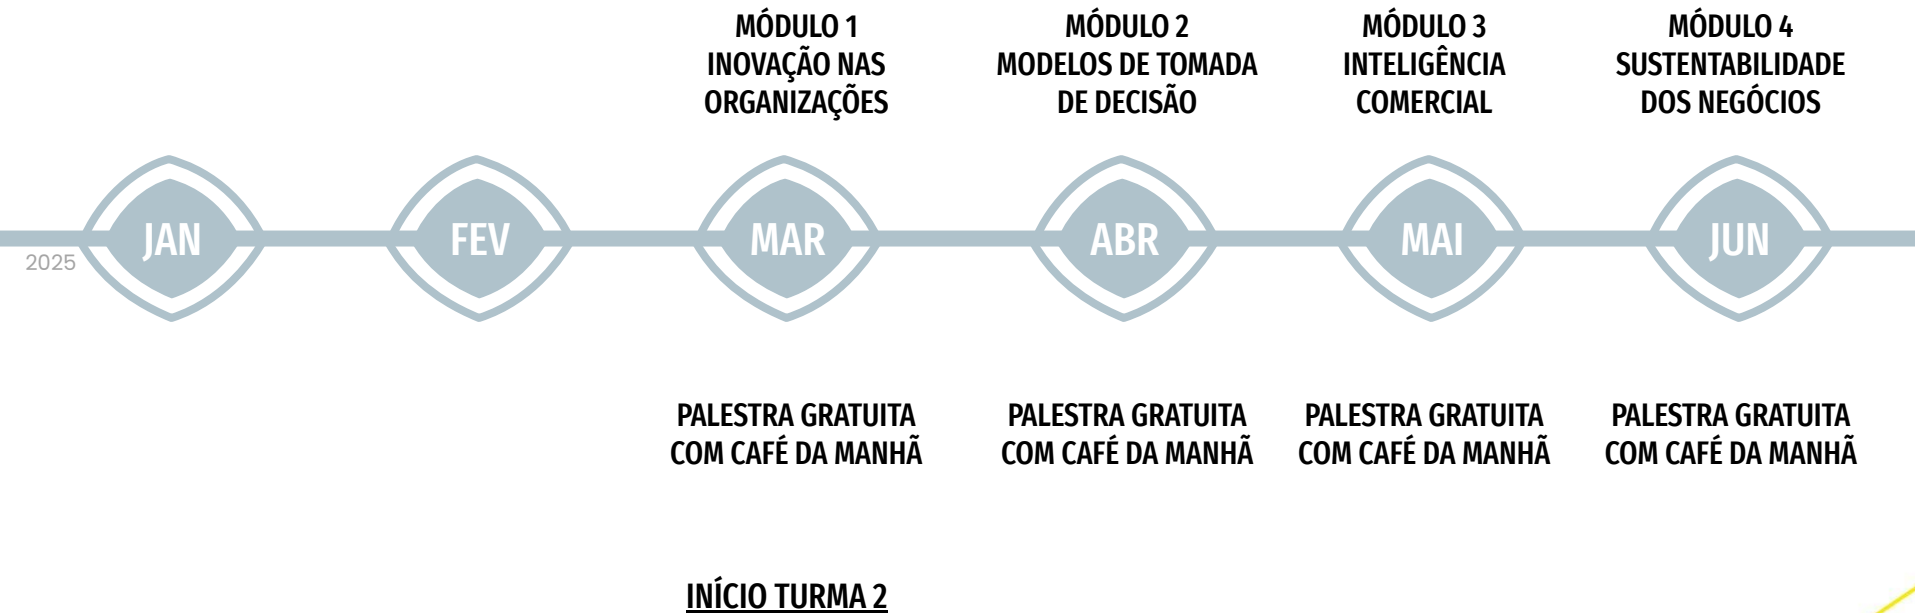 MÓDULO 1
INOVAÇÃO NAS
ORGANIZAÇÕES
MÓDULO 2
MODELOS DE TOMADA
DE DECISÃO
MÓDULO 3
INTELIGÊNCIA
COMERCIAL
MÓDULO 4
SUSTENTABILIDADE
DOS NEGÓCIOS
2025
JAN
FEV
MAR
ABR
MAI
JUN
PALESTRA GRATUITA
COM CAFÉ DA MANHÃ
PALESTRA GRATUITA
COM CAFÉ DA MANHÃ
PALESTRA GRATUITA
COM CAFÉ DA MANHÃ
PALESTRA GRATUITA
COM CAFÉ DA MANHÃ
INÍCIO TURMA 2